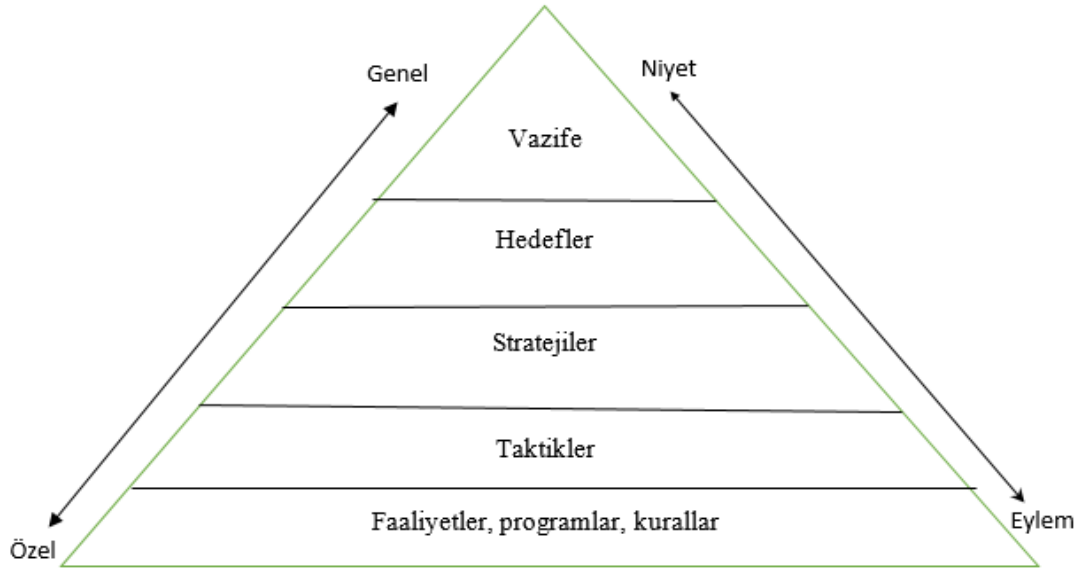 Genel
Niyet
Vazife
Hedefler
Stratejiler
Taktikler
Faaliyetler, programlar, kurallar
Özel
Eylem